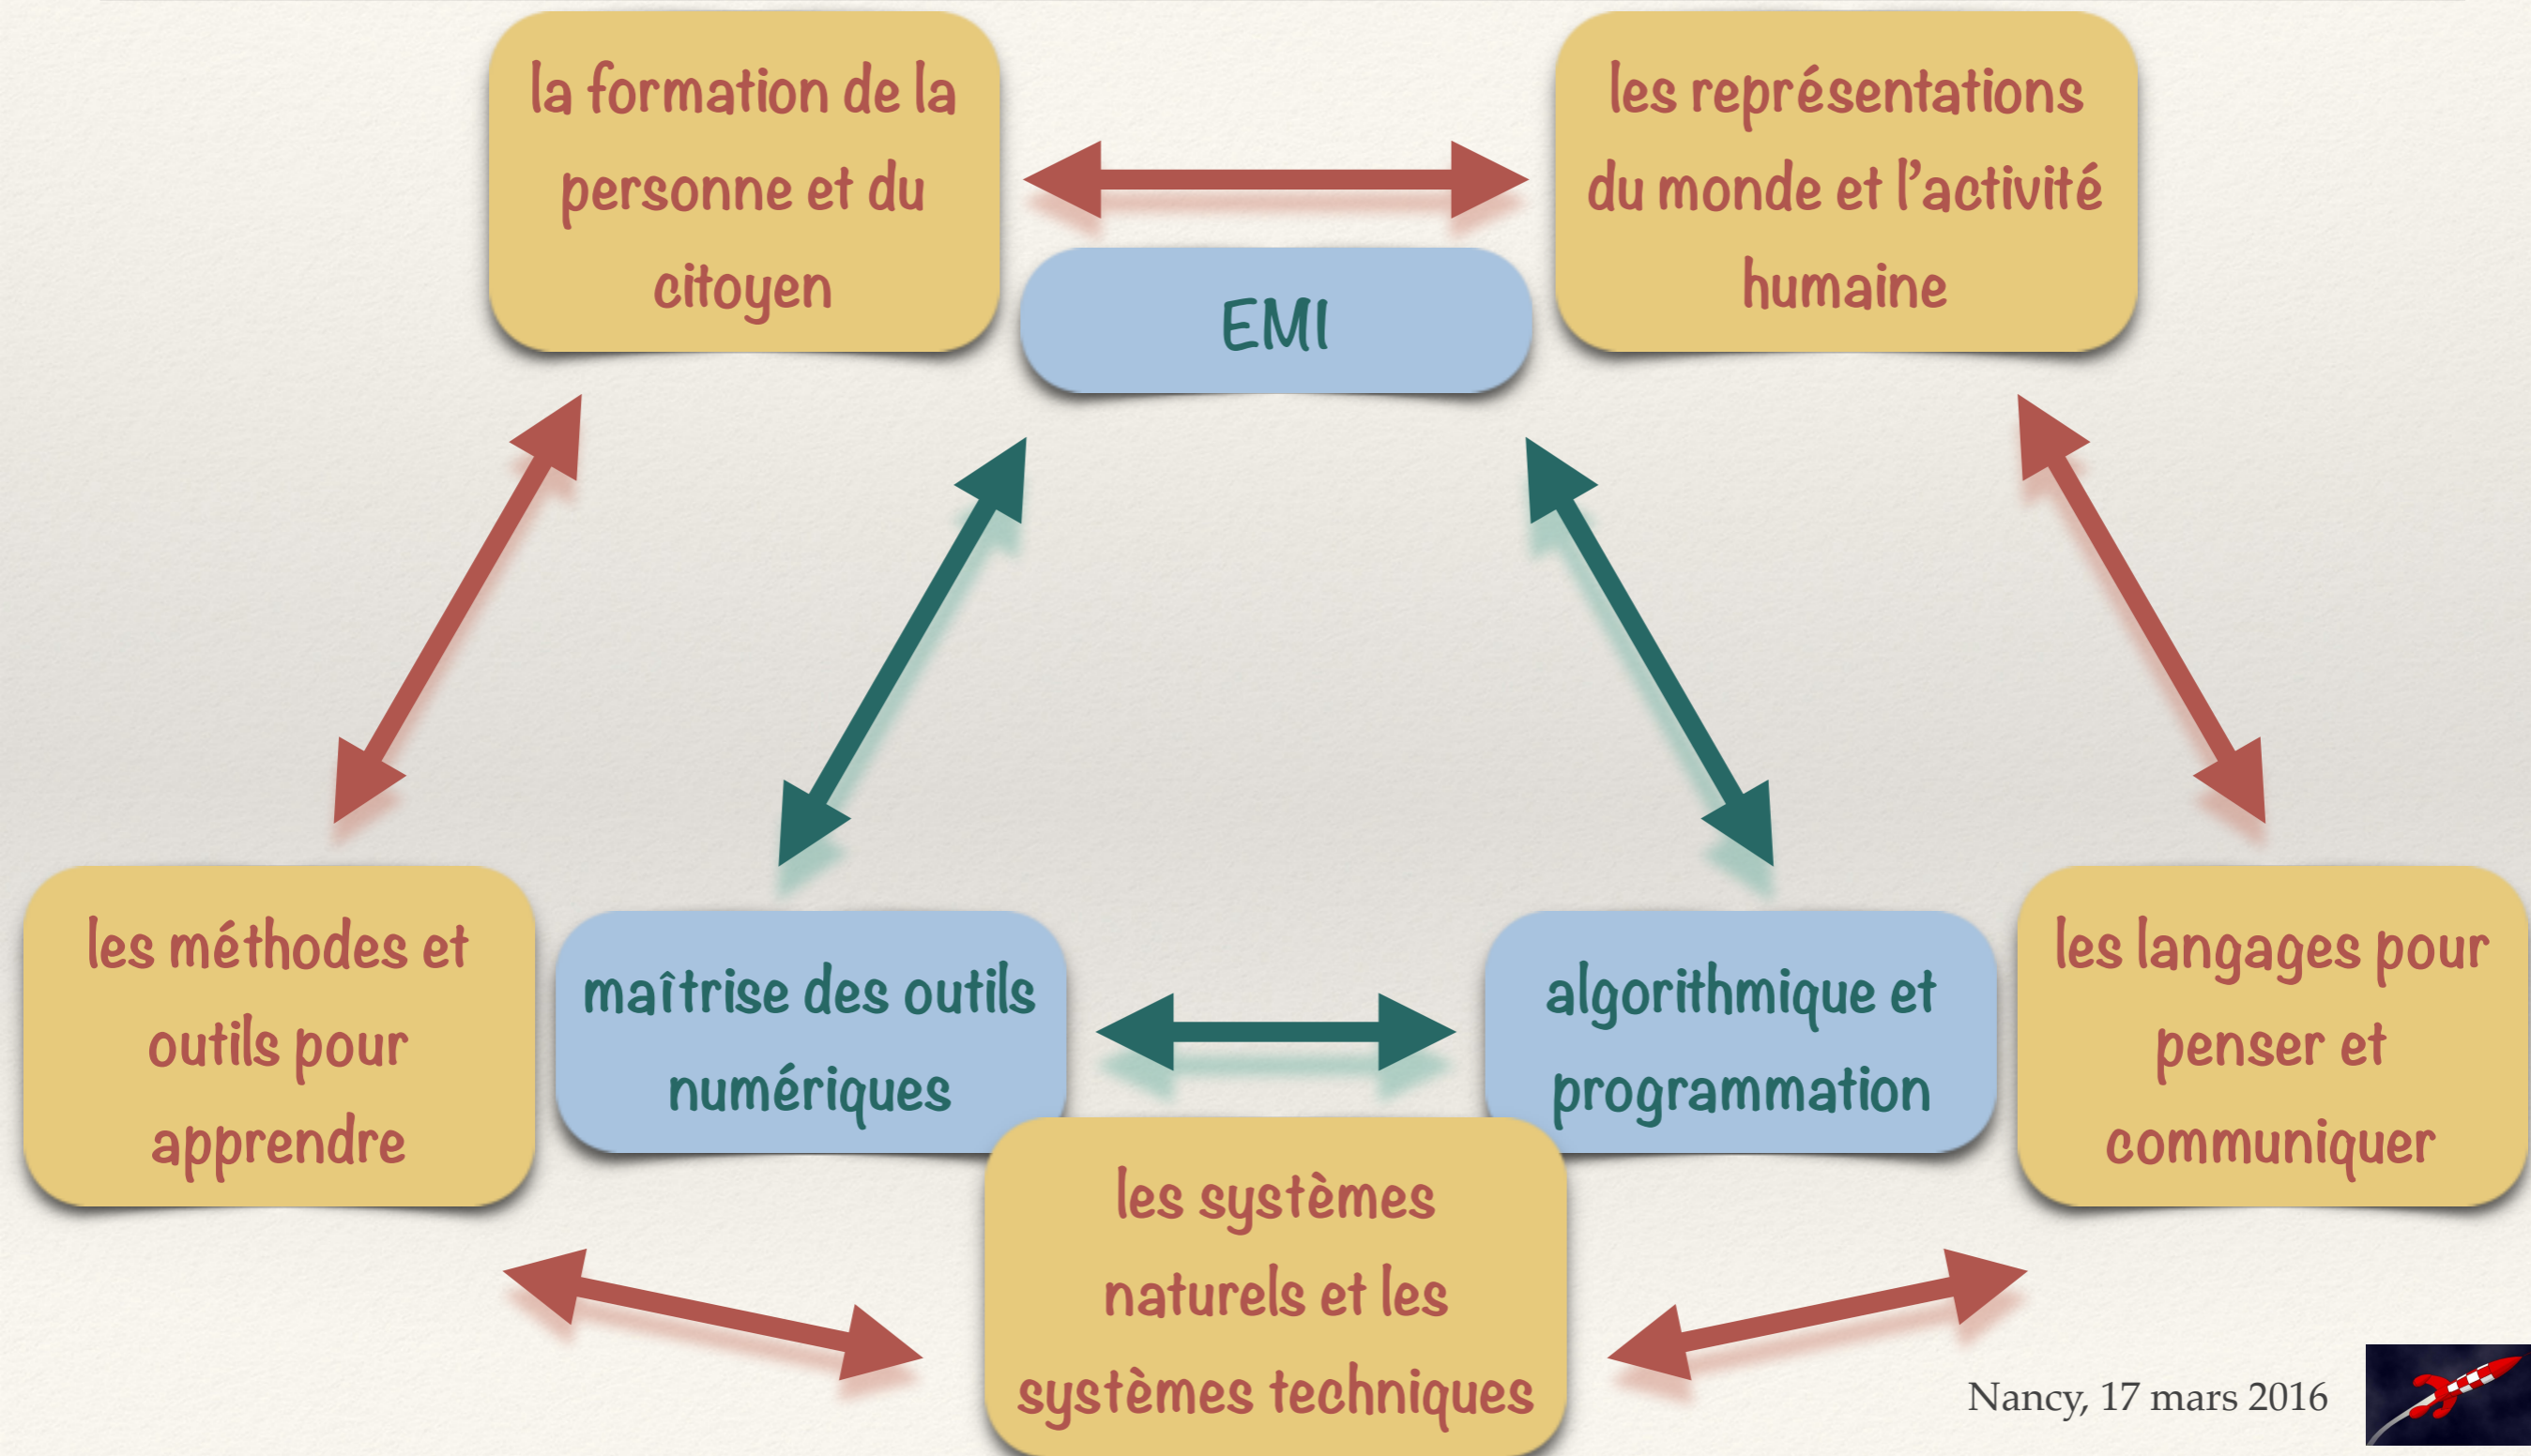 la formation de la
personne et du
citoyen
les représentations
du monde et l’activité
humaine
EMI
les méthodes et
outils pour
apprendre
maîtrise des outils
numériques
algorithmique et
programmation
les langages pour
penser et
communiquer
les systèmes
naturels et les
systèmes techniques
Nancy, 17 mars 2016